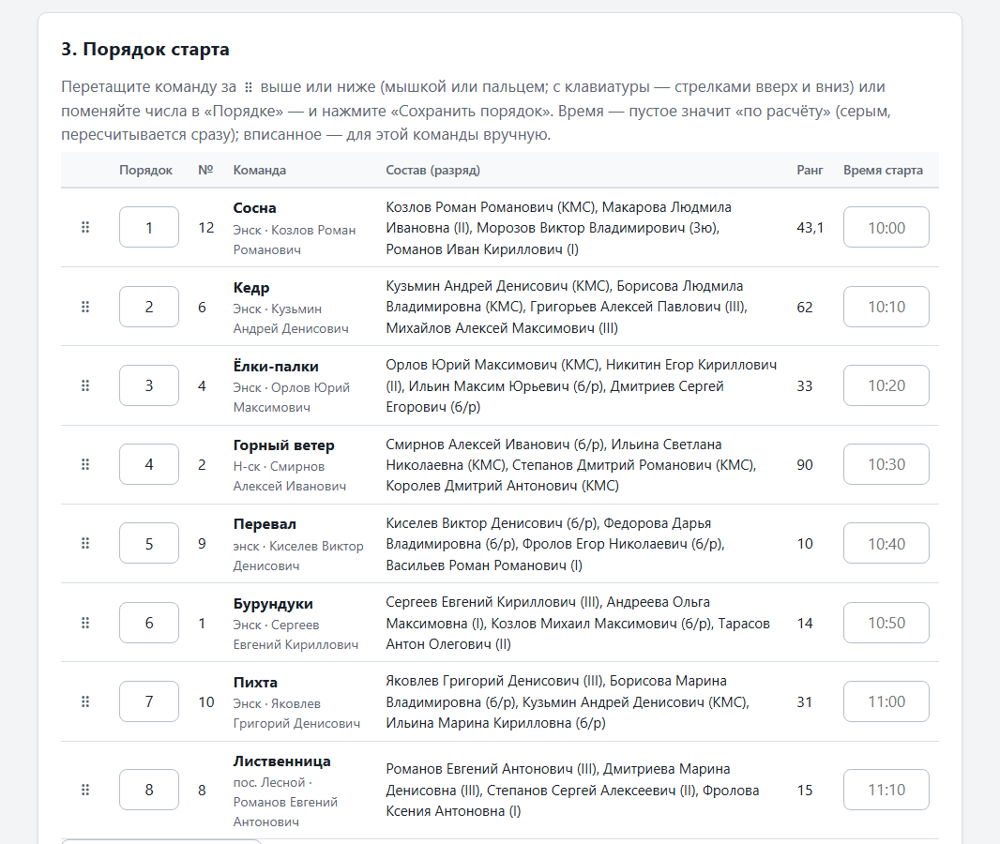 3. Порядок старта
Перетащите команду за ⠿ выше или ниже (мышкой или пальцем; с клавиатуры — стрелками вверх и вниз) или
поменяйте числа в «Порядке» — и нажмите «Сохранить порядок». Время — пустое значит «по расчёту» (серым,
пересчитывается сразу); вписанное — для этой команды вручную.
Порядок № Команда Состав (разряд) Ранг Время старта
1 12 Сосна
Энск · Козлов Роман
Романович
Козлов Роман Романович (КМС), Макарова Людмила
Ивановна (II), Морозов Виктор Владимирович (3ю),
Романов Иван Кириллович (I)
43,1 10:00
2 6 Кедр
Энск · Кузьмин
Андрей Денисович
Кузьмин Андрей Денисович (КМС), Борисова Людмила
Владимировна (КМС), Григорьев Алексей Павлович (III),
Михайлов Алексей Максимович (III)
62 10:10
3 4 Ёлки-палки
Энск · Орлов Юрий
Максимович
Орлов Юрий Максимович (КМС), Никитин Егор Кириллович
(II), Ильин Максим Юрьевич (б/р), Дмитриев Сергей
Егорович (б/р)
33 10:20
4 2 Горный ветер
Н-ск · Смирнов
Алексей Иванович
Смирнов Алексей Иванович (б/р), Ильина Светлана
Николаевна (КМС), Степанов Дмитрий Романович (КМС),
Королев Дмитрий Антонович (КМС)
90 10:30
5 9 Перевал
энск · Киселев Виктор
Денисович
Киселев Виктор Денисович (б/р), Федорова Дарья
Владимировна (б/р), Фролов Егор Николаевич (б/р),
Васильев Роман Романович (I)
10 10:40
6 1 Бурундуки
Энск · Сергеев
Евгений Кириллович
Сергеев Евгений Кириллович (III), Андреева Ольга
Максимовна (I), Козлов Михаил Максимович (б/р), Тарасов
Антон Олегович (II)
14 10:50
7 10 Пихта
Энск · Яковлев
Григорий Денисович
Яковлев Григорий Денисович (III), Борисова Марина
Владимировна (б/р), Кузьмин Андрей Денисович (КМС),
Ильина Марина Кирилловна (б/р)
31 11:00
8 8 Лиственница
пос. Лесной ·
Романов Евгений
Антонович
Романов Евгений Антонович (III), Дмитриева Марина
Денисовна (III), Степанов Сергей Алексеевич (II), Фролова
Ксения Антоновна (I)
15 11:10